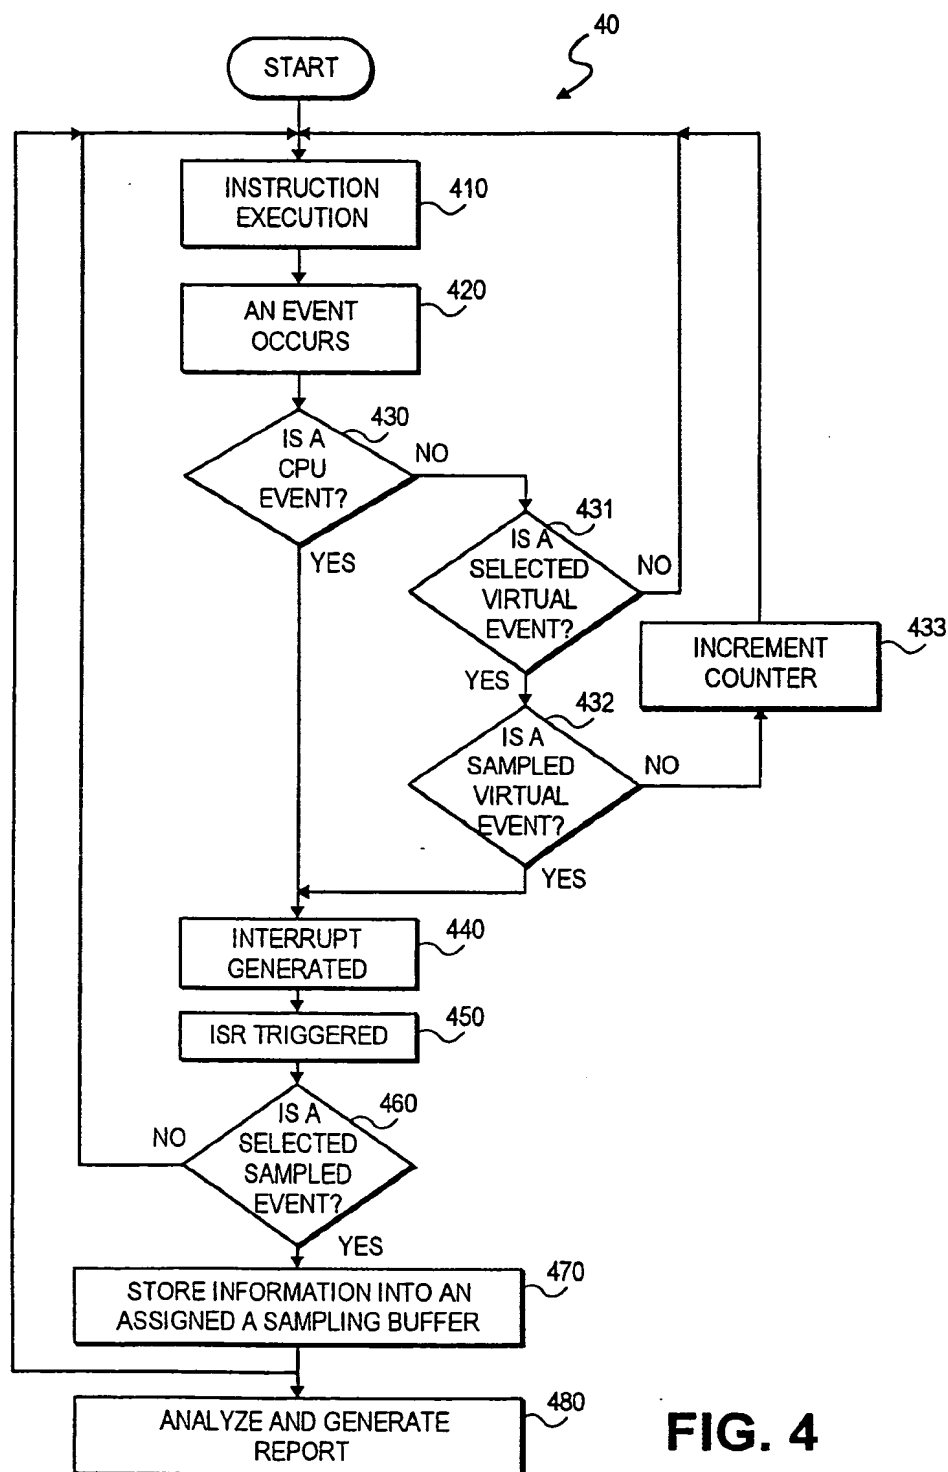 40
START
INSTRUCTION
EXECUTION
410
AN EVENT
OCCURS
420
430
IS A
CPU
EVENT?
NO
YES
431
IS A
SELECTED
VIRTUAL
EVENT?
NO
YES
433
INCREMENT
COUNTER
432
IS A
SAMPLED
VIRTUAL
EVENT?
NO
YES
INTERRUPT
GENERATED
440
ISR TRIGGERED
450
460
IS A
SELECTED
SAMPLED
EVENT?
NO
YES
STORE INFORMATION INTO AN
ASSIGNED A SAMPLING BUFFER
470
ANALYZE AND GENERATE
REPORT
480
FIG. 4